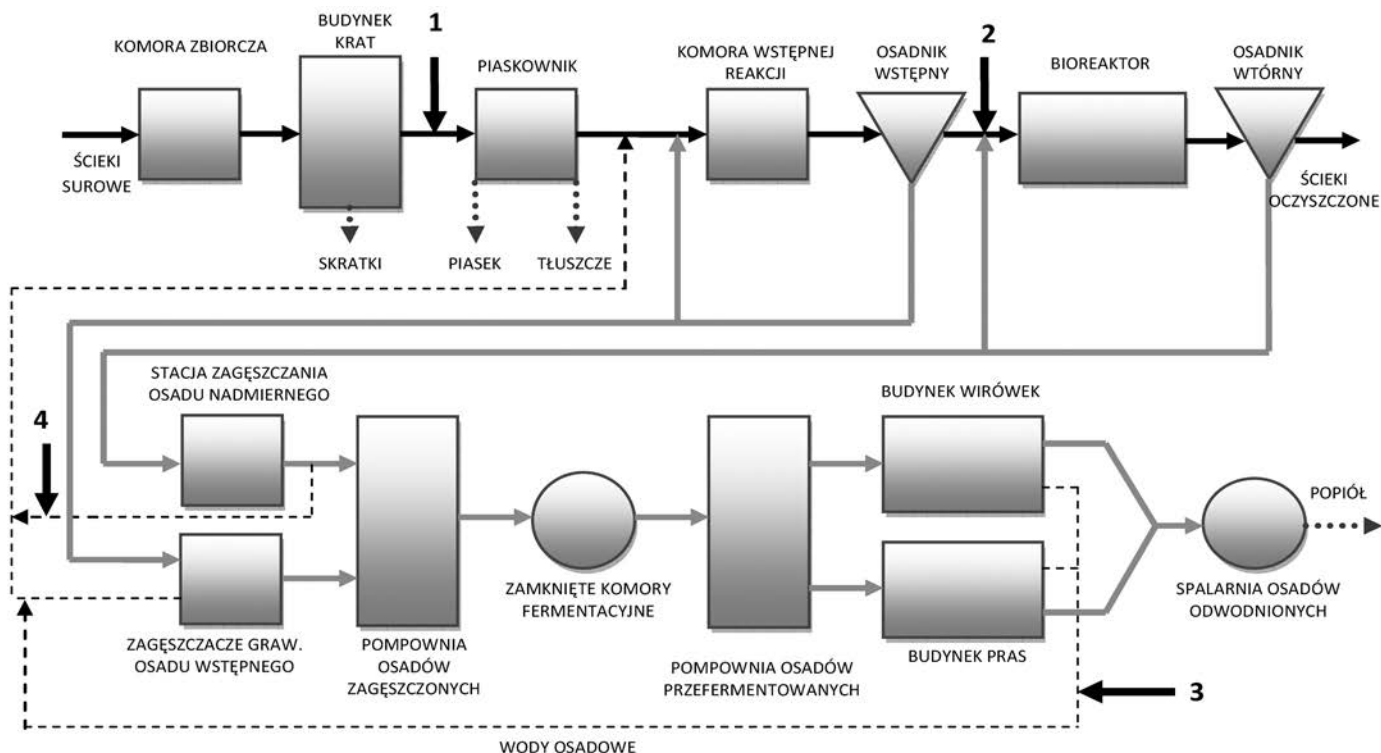 KOMORA ZBIORCZA
BUDYNEK
KRAT
1
PIASKOWNIK
KOMORA WSTĘPNEJ
REAKCJI
OSADNIK
WSTĘPNY
2
BIOREAKTOR
OSADNIK
WTÓRNY
ŚCIEKI
SUROWE
ŚCIEKI
OCZYSZCZONE
SKRATKI
PIASEK
TŁUSZCZE
STACJA ZAGĘSZCZANIA
OSADU NADMIERNEGO
BUDYNEK WIRÓWEK
4
POPIÓŁ
ZAMKNIĘTE KOMORY
FERMENTACYJNE
SPALARNIA OSADÓW
ODWODNIONYCH
ZAGĘSZCZACZE GRAW.
OSADU WSTĘPNEGO
POMPOWNIA
OSADÓW
ZAGĘSZCZONYCH
POMPOWNIA OSADÓW
PRZEFERMENTOWANYCH
BUDYNEK PRAS
3
WODY OSADOWE